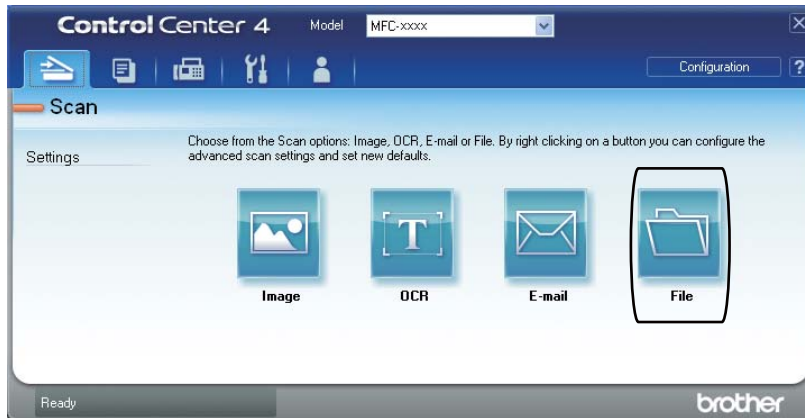 Control Center 4 Model MFC-xxxx
Configuration ?
Scan
Settings
Choose from the Scan options: Image, OCR, E-mail or File. By right clicking on a button you can configure the
advanced scan settings and set new defaults.
[T]
Image OCR E-mail File
Ready
brother